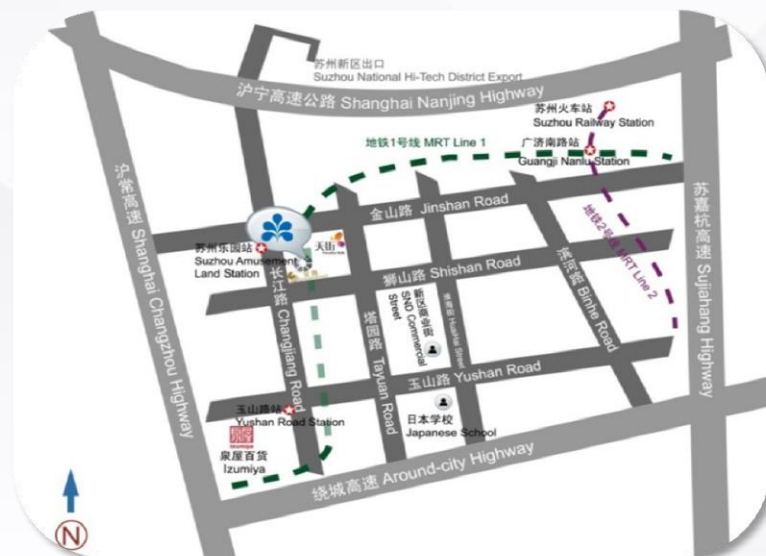 苏州新区出口
Suzhou National Hi-Tech District Export
沪宁高速公路 Shanghai Nanjing Highway
苏州火车站
Suzhou Railway Station
地铁1号线 MRT Line 1
广济南路站
Guangji Nanlu Station
沪常高速 Shanghai Changzhou Highway
苏嘉杭高速 Sujiahang Highway
金山路 Jinshan Road
地铁2号线 MRT Line 2
苏州乐园站
Suzhou Amusement
Land Station
天街
狮山路 Shishan Road
长江路 Changjiang Road
塔园路 Tayuan Road
新区商业街
SND Commercial
Street
HuaiHai Street
Binhe Road
玉山路 Yushan Road
玉山路站
Yushan Road Station
日本学校
Japanese School
泉屋
izumiya
泉屋百货
Izumiya
绕城高速 Around-city Highway
N